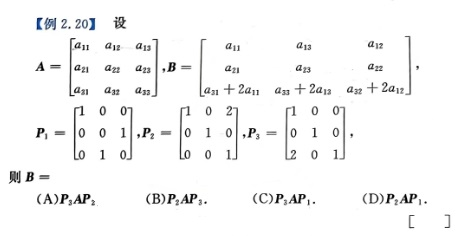 【例 2.20】 设
A = [a₁₁ a₁₂ a₁₃; a₂₁ a₂₂ a₂₃; a₃₁ a₃₂ a₃₃], B = [a₁₁ a₁₃ a₁₂; a₂₁ a₂₃ a₂₂; a₃₁ + 2a₁₁ a₃₃ + 2a₁₃ a₃₂ + 2a₁₂],
P₁ = [1 0 0; 0 0 1; 0 1 0], P₂ = [1 0 2; 0 1 0; 0 0 1], P₃ = [1 0 0; 0 1 0; 2 0 1],
则 B =
(A) P₃AP₂ (B) P₂AP₃. (C) P₃AP₁. (D) P₂AP₁.
[ ]